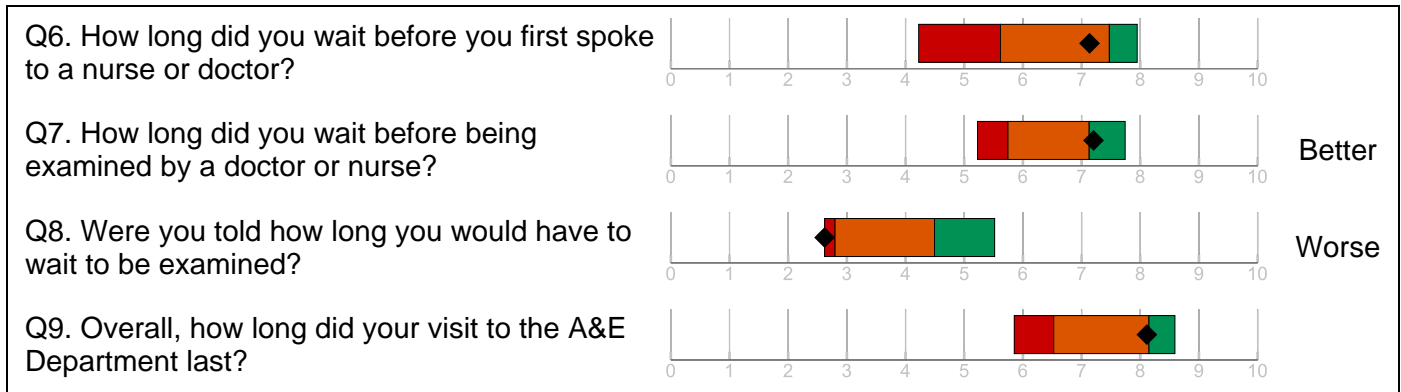 Q6. How long did you wait before you first spoke
to a nurse or doctor?
0 1 2 3 4 5 6 7 8 9 10
Q7. How long did you wait before being
examined by a doctor or nurse?
0 1 2 3 4 5 6 7 8 9 10
Better
Q8. Were you told how long you would have to
wait to be examined?
0 1 2 3 4 5 6 7 8 9 10
Worse
Q9. Overall, how long did your visit to the A&E
Department last?
0 1 2 3 4 5 6 7 8 9 10